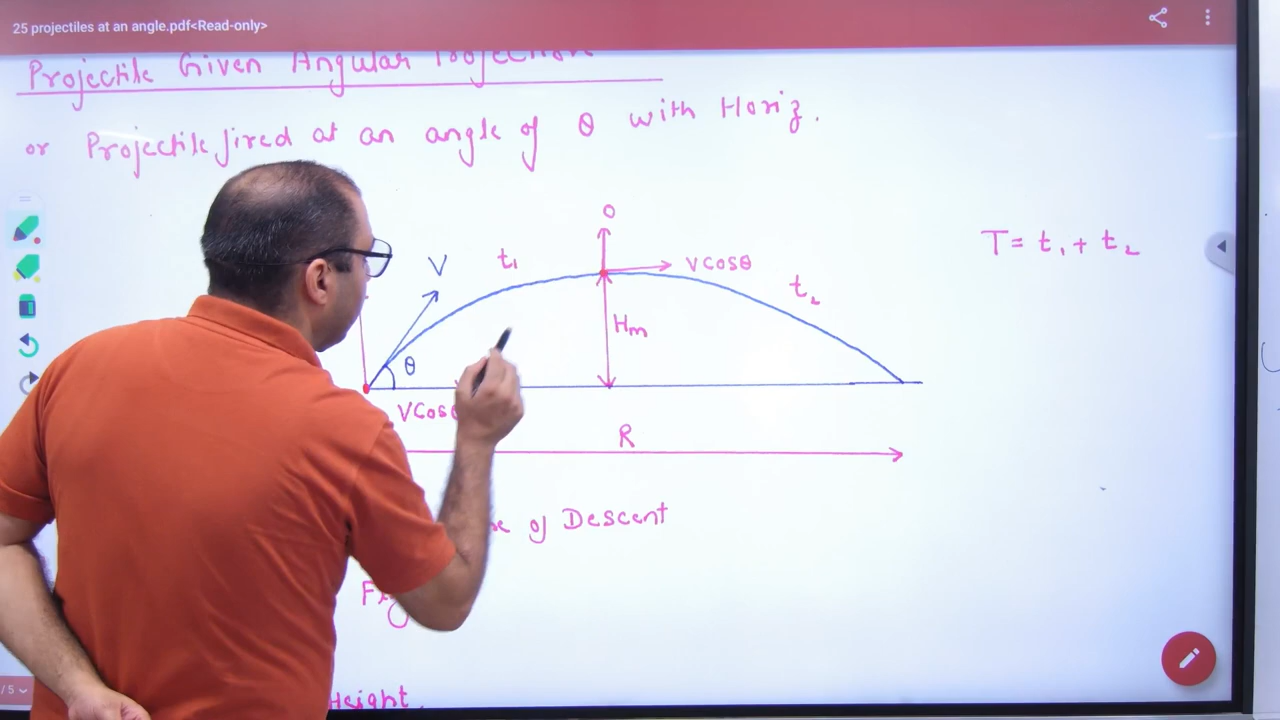 25 projectiles at an angle.pdf<Read-only>
Projectile Given Angular Projection
or Projectile fired at an angle of θ with Horiz.
0
T= t₁ + t₂
V
t₁
Vcosθ
t₂
Hm
θ
VCosθ
R
of Descent
Height
/ 5